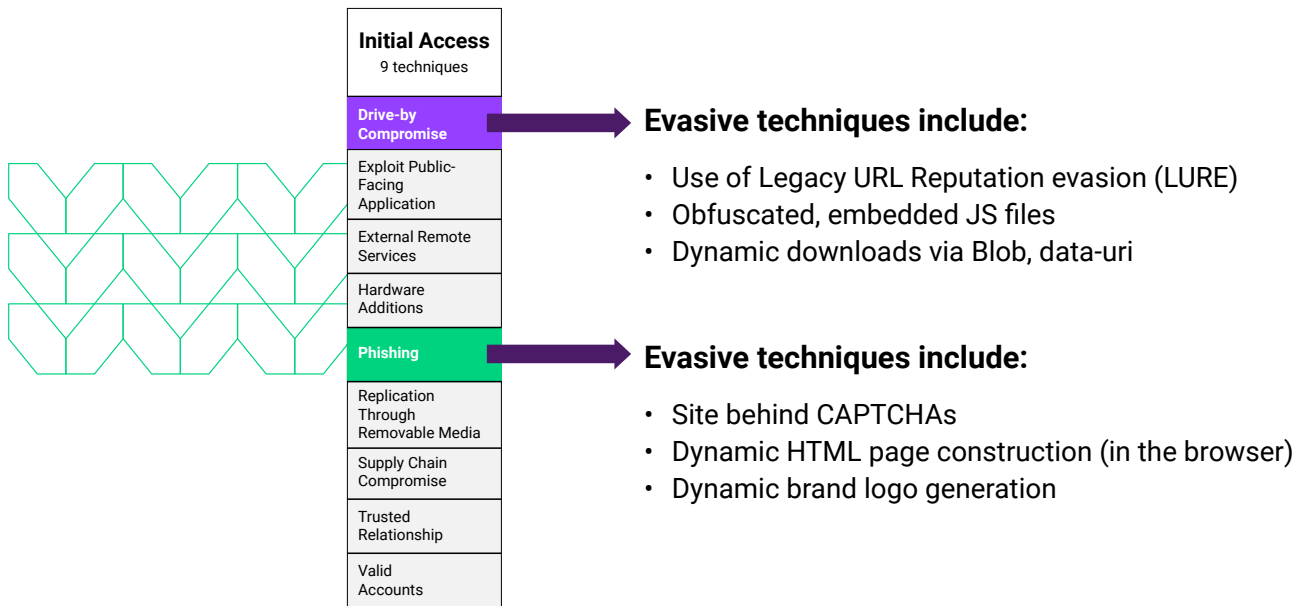 Initial Access
9 techniques
Drive-by
Compromise
Exploit Public-
Facing
Application
External Remote
Services
Hardware
Additions
Phishing
Replication
Through
Removable Media
Supply Chain
Compromise
Trusted
Relationship
Valid
Accounts
Evasive techniques include:
• Use of Legacy URL Reputation evasion (LURE)
• Obfuscated, embedded JS files
• Dynamic downloads via Blob, data-uri
Evasive techniques include:
• Site behind CAPTCHAs
• Dynamic HTML page construction (in the browser)
• Dynamic brand logo generation